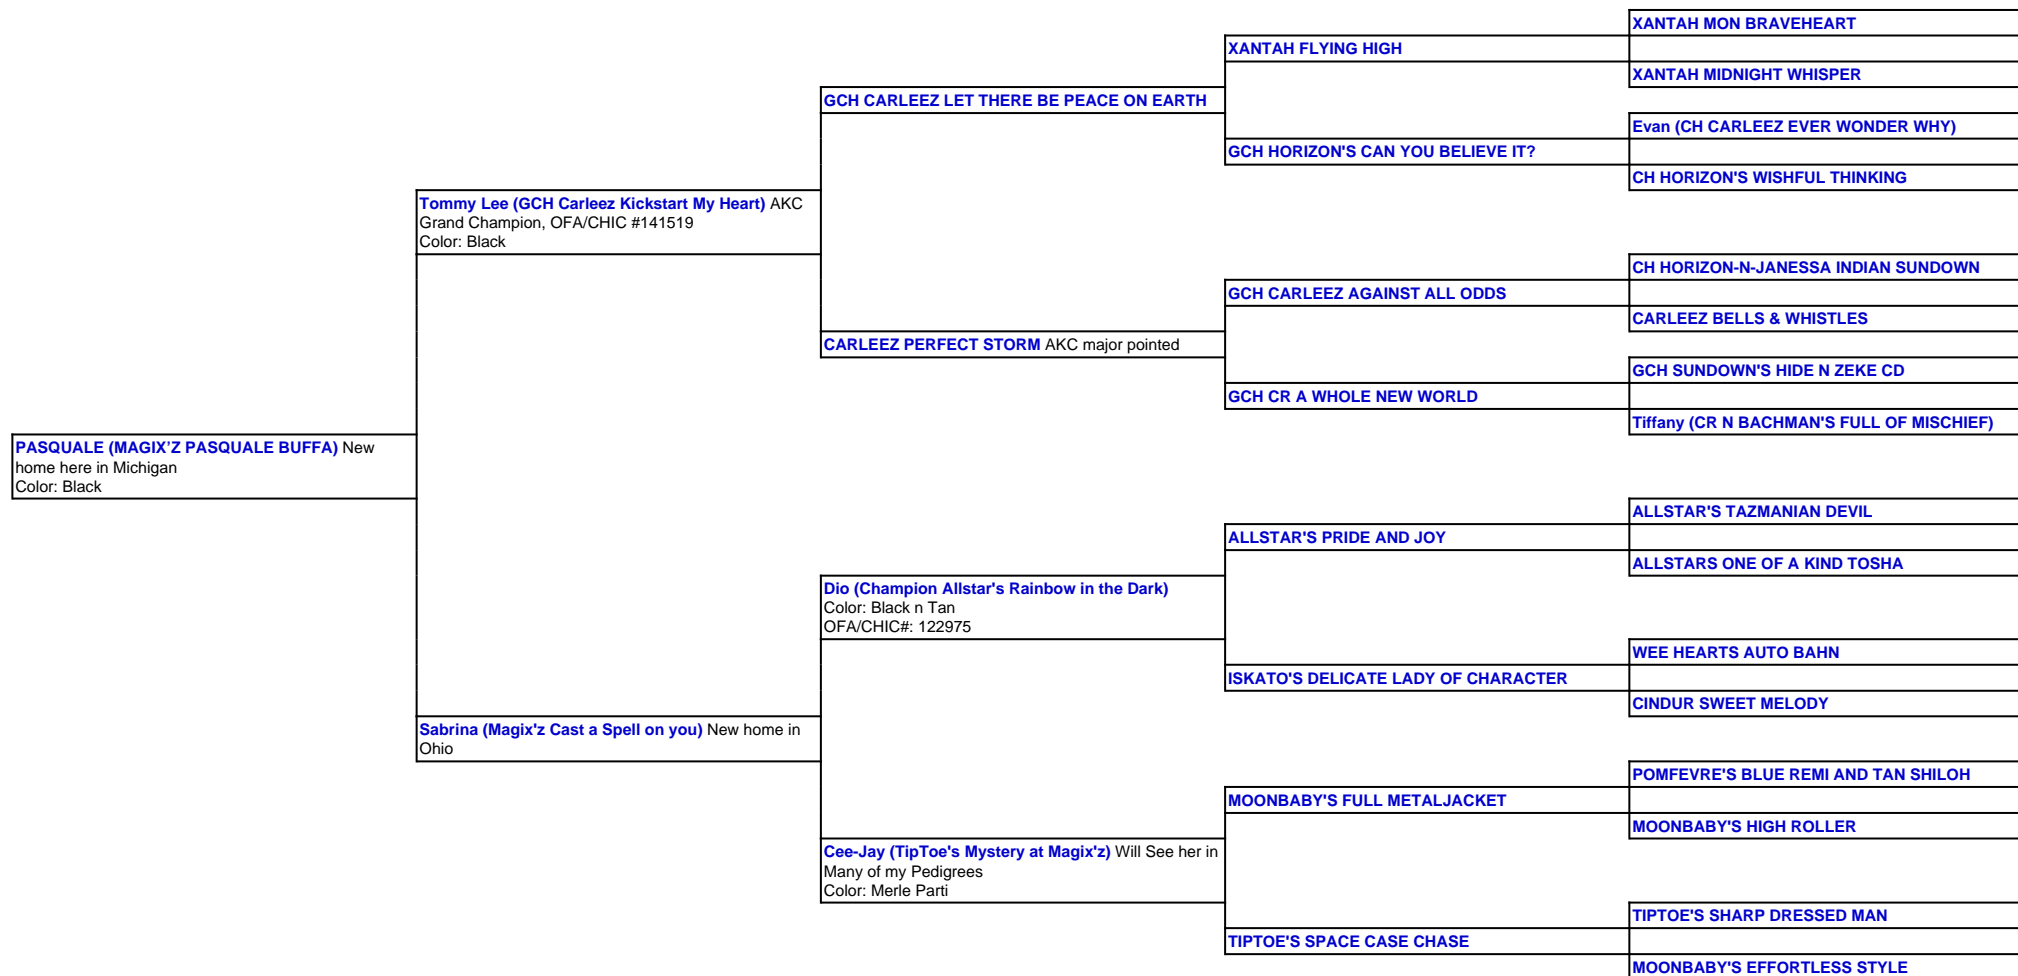 XANTAH MON BRAVEHEART
XANTAH FLYING HIGH
XANTAH MIDNIGHT WHISPER
GCH CARLEEZ LET THERE BE PEACE ON EARTH
Evan (CH CARLEEZ EVER WONDER WHY)
GCH HORIZON'S CAN YOU BELIEVE IT?
CH HORIZON'S WISHFUL THINKING
Tommy Lee (GCH Carleez Kickstart My Heart) AKC
Grand Champion, OFA/CHIC #141519
Color: Black
CH HORIZON-N-JANESSA INDIAN SUNDOWN
GCH CARLEEZ AGAINST ALL ODDS
CARLEEZ BELLS & WHISTLES
CARLEEZ PERFECT STORM AKC major pointed
GCH SUNDOWN'S HIDE N ZEKE CD
GCH CR A WHOLE NEW WORLD
Tiffany (CR N BACHMAN'S FULL OF MISCHIEF)
PASQUALE (MAGIX’Z PASQUALE BUFFA) New
home here in Michigan
Color: Black
ALLSTAR'S TAZMANIAN DEVIL
ALLSTAR'S PRIDE AND JOY
ALLSTARS ONE OF A KIND TOSHA
Dio (Champion Allstar's Rainbow in the Dark)
Color: Black n Tan
OFA/CHIC#: 122975
WEE HEARTS AUTO BAHN
ISKATO'S DELICATE LADY OF CHARACTER
CINDUR SWEET MELODY
Sabrina (Magix'z Cast a Spell on you) New home in
Ohio
POMFEVRE'S BLUE REMI AND TAN SHILOH
MOONBABY'S FULL METALJACKET
MOONBABY'S HIGH ROLLER
Cee-Jay (TipToe's Mystery at Magix'z) Will See her in
Many of my Pedigrees
Color: Merle Parti
TIPTOE'S SHARP DRESSED MAN
TIPTOE'S SPACE CASE CHASE
MOONBABY'S EFFORTLESS STYLE